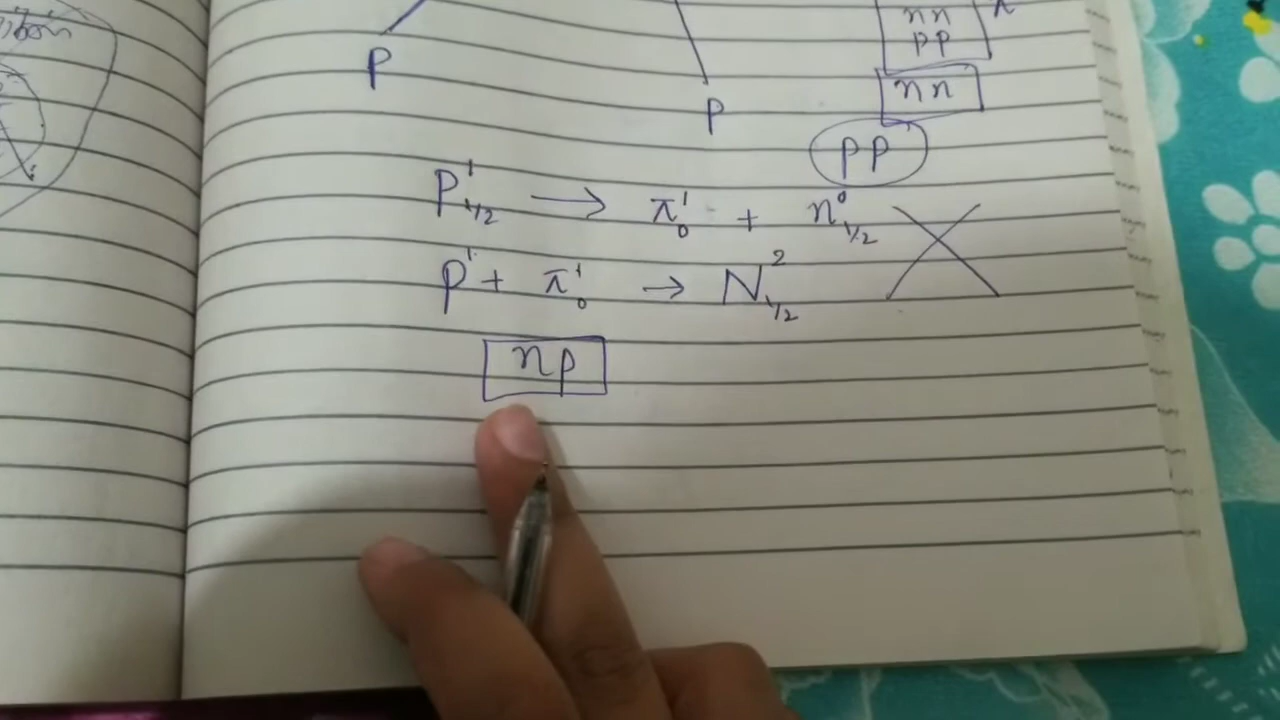 nn
pp
p
nn
p
pp
P¹₁/₂ → π¹₀ + n⁰₁/₂
p¹ + π¹₀ → N²₁/₂
np